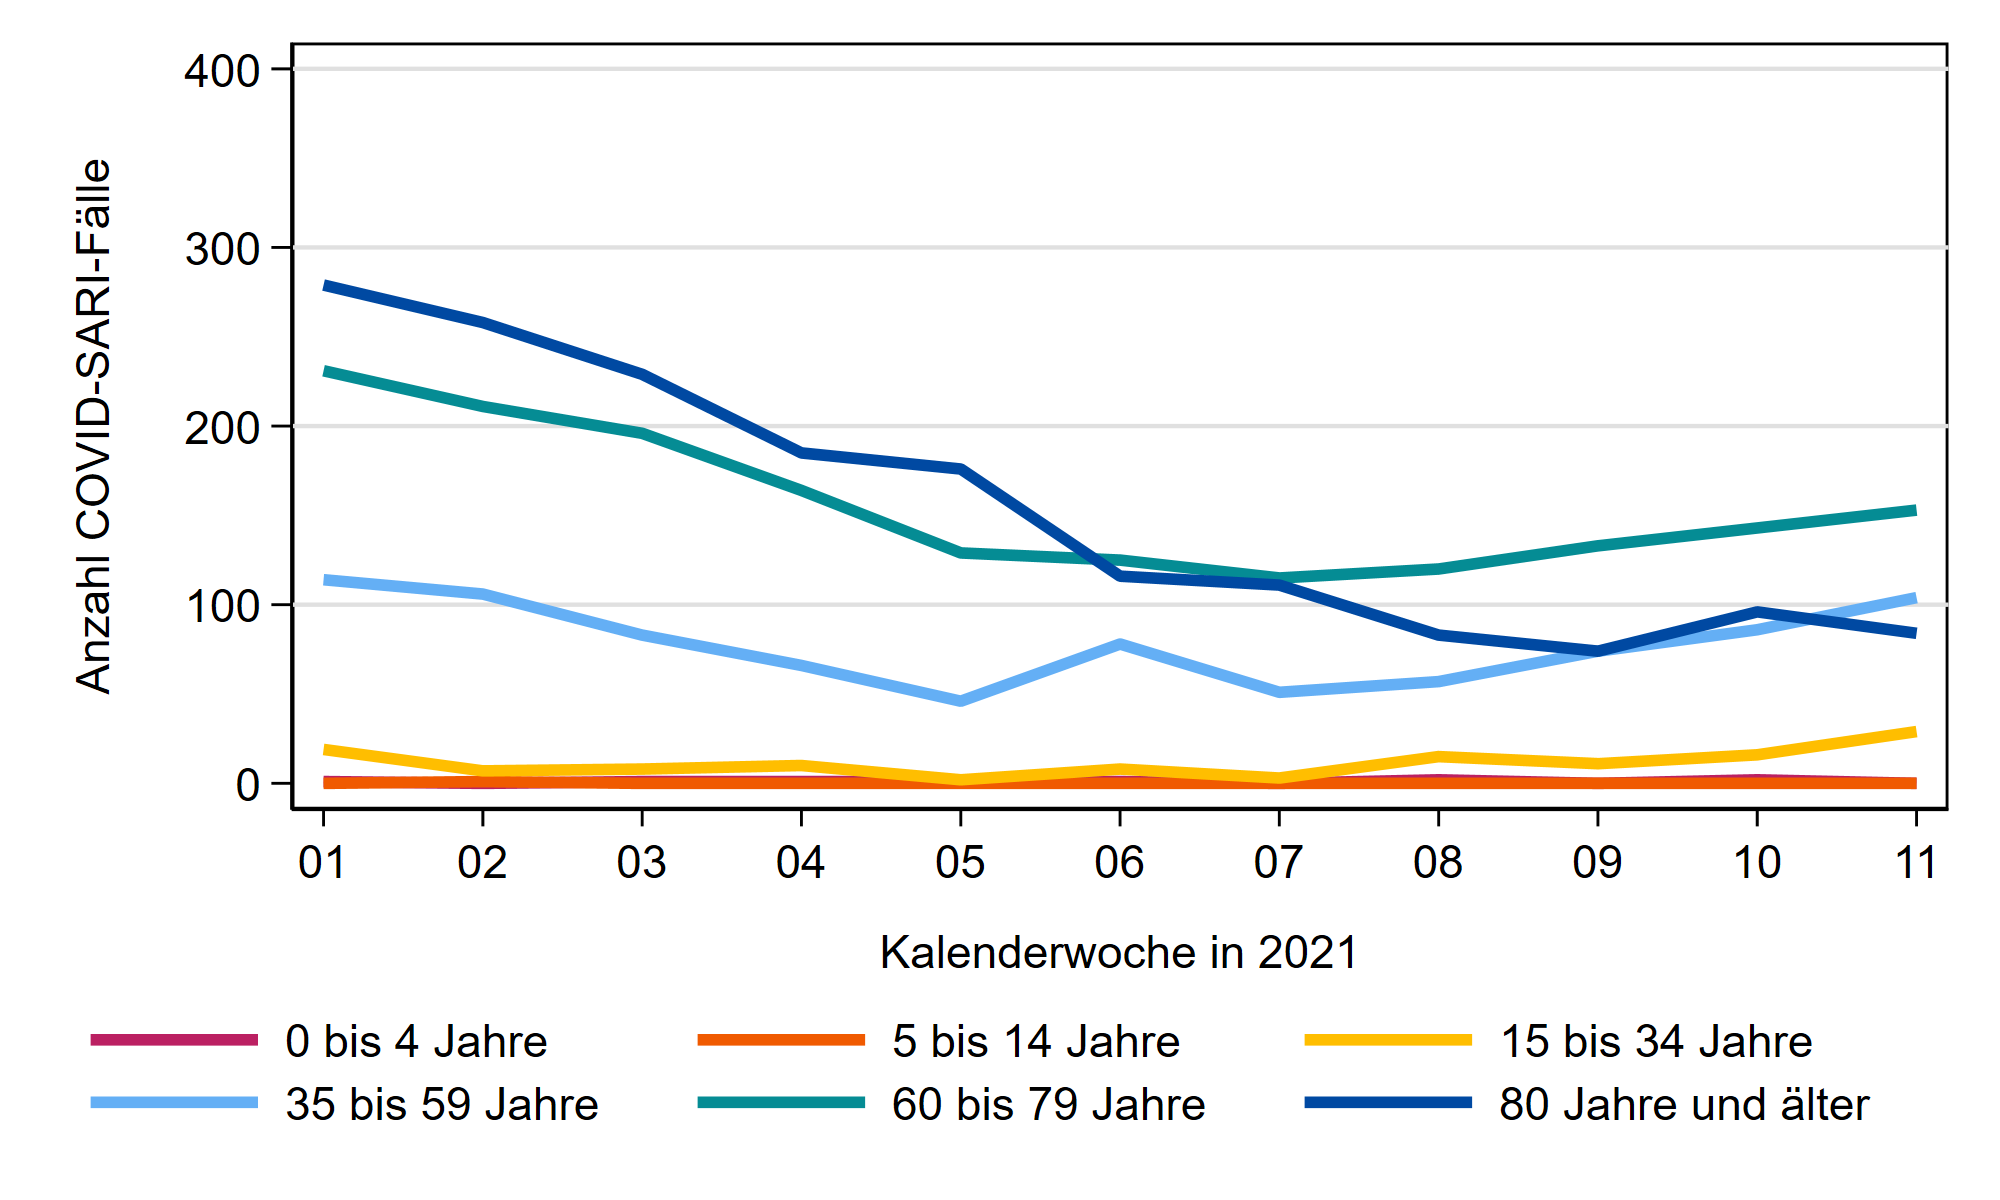 400
300
200
100
0
Anzahl COVID-SARI-Fälle
01 02 03 04 05 06 07 08 09 10 11
Kalenderwoche in 2021
0 bis 4 Jahre 5 bis 14 Jahre 15 bis 34 Jahre
35 bis 59 Jahre 60 bis 79 Jahre 80 Jahre und älter